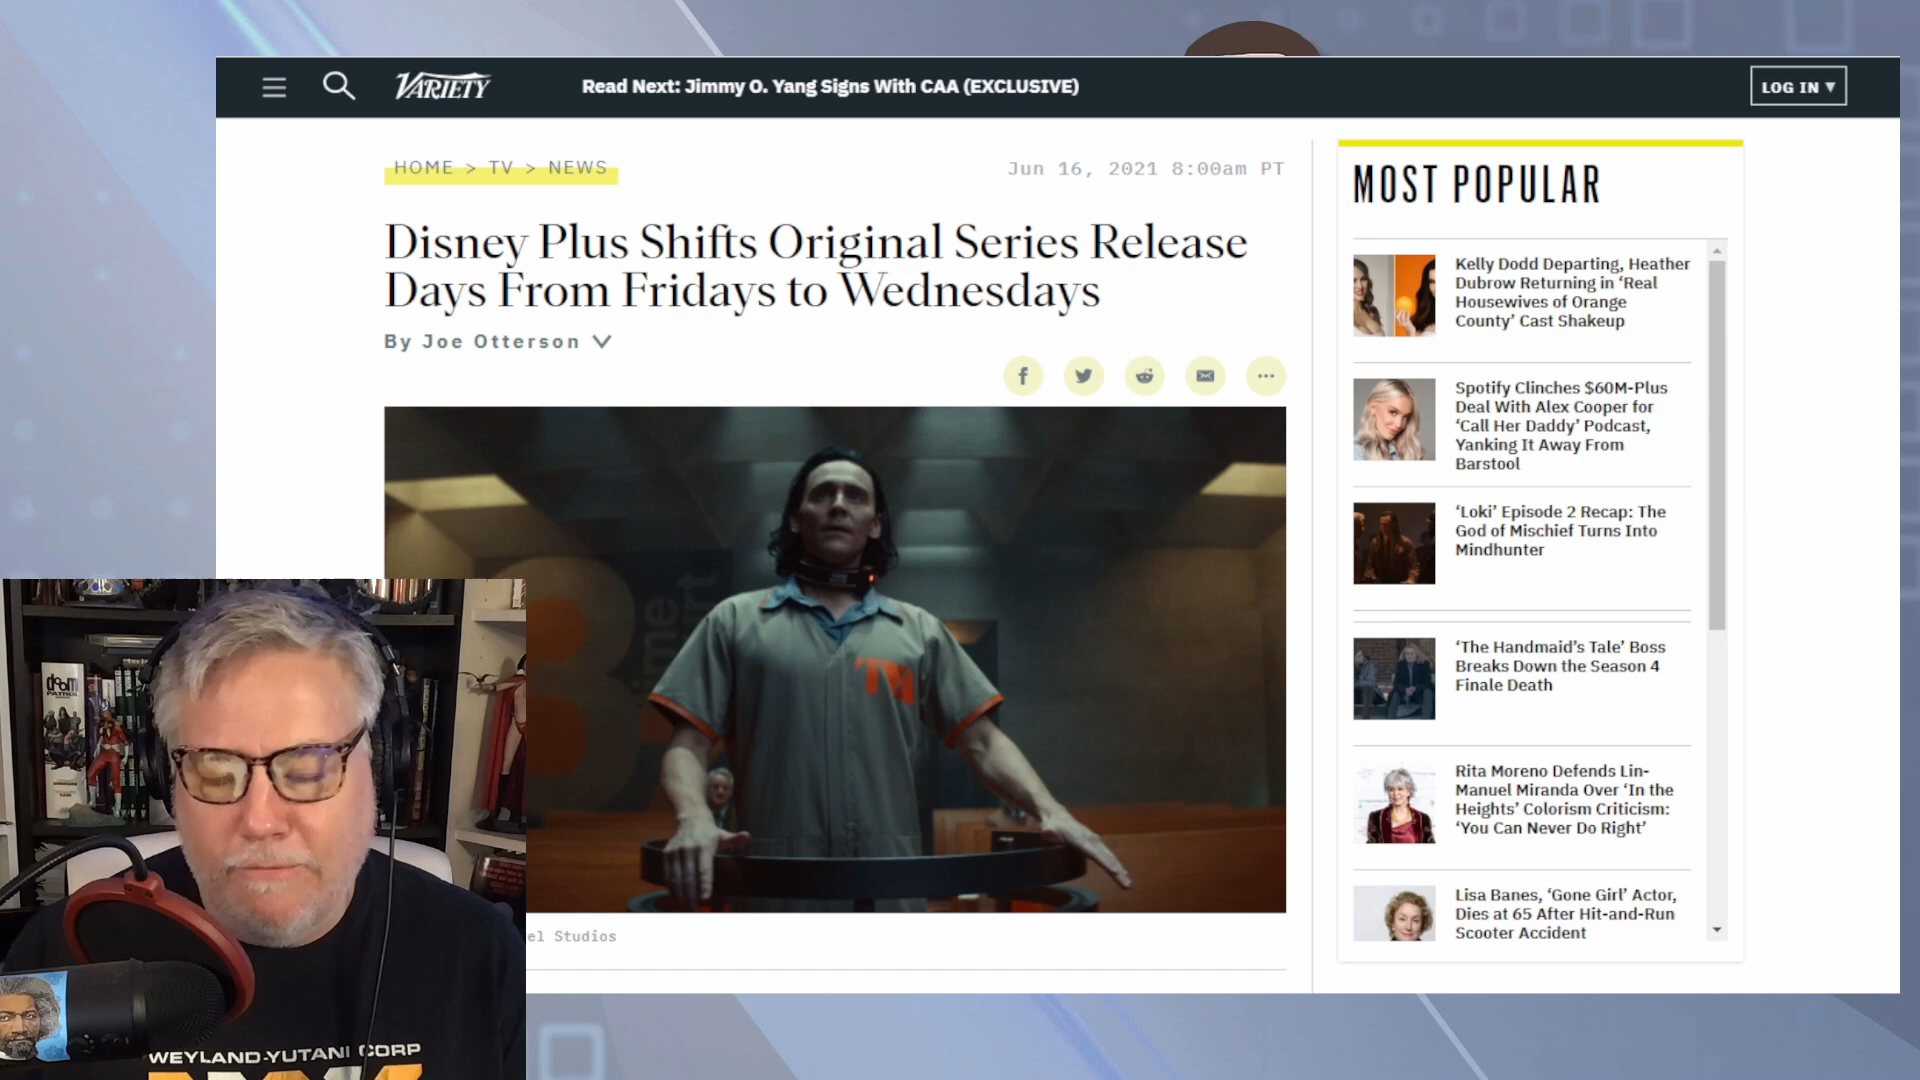 VARIETY
Read Next: Jimmy O. Yang Signs With CAA (EXCLUSIVE)
LOG IN ▾
HOME > TV > NEWS
Jun 16, 2021 8:00am PT
Disney Plus Shifts Original Series Release
Days From Fridays to Wednesdays
By Joe Otterson
TVA
el Studios
MOST POPULAR
Kelly Dodd Departing, Heather
Dubrow Returning in ‘Real
Housewives of Orange
County’ Cast Shakeup
Spotify Clinches $60M-Plus
Deal With Alex Cooper for
‘Call Her Daddy’ Podcast,
Yanking It Away From
Barstool
‘Loki’ Episode 2 Recap: The
God of Mischief Turns Into
Mindhunter
‘The Handmaid’s Tale’ Boss
Breaks Down the Season 4
Finale Death
Rita Moreno Defends Lin-
Manuel Miranda Over ‘In the
Heights’ Colorism Criticism:
‘You Can Never Do Right’
Lisa Banes, ‘Gone Girl’ Actor,
Dies at 65 After Hit-and-Run
Scooter Accident
doom
PATROL
WEYLAND-YUTANI CORP